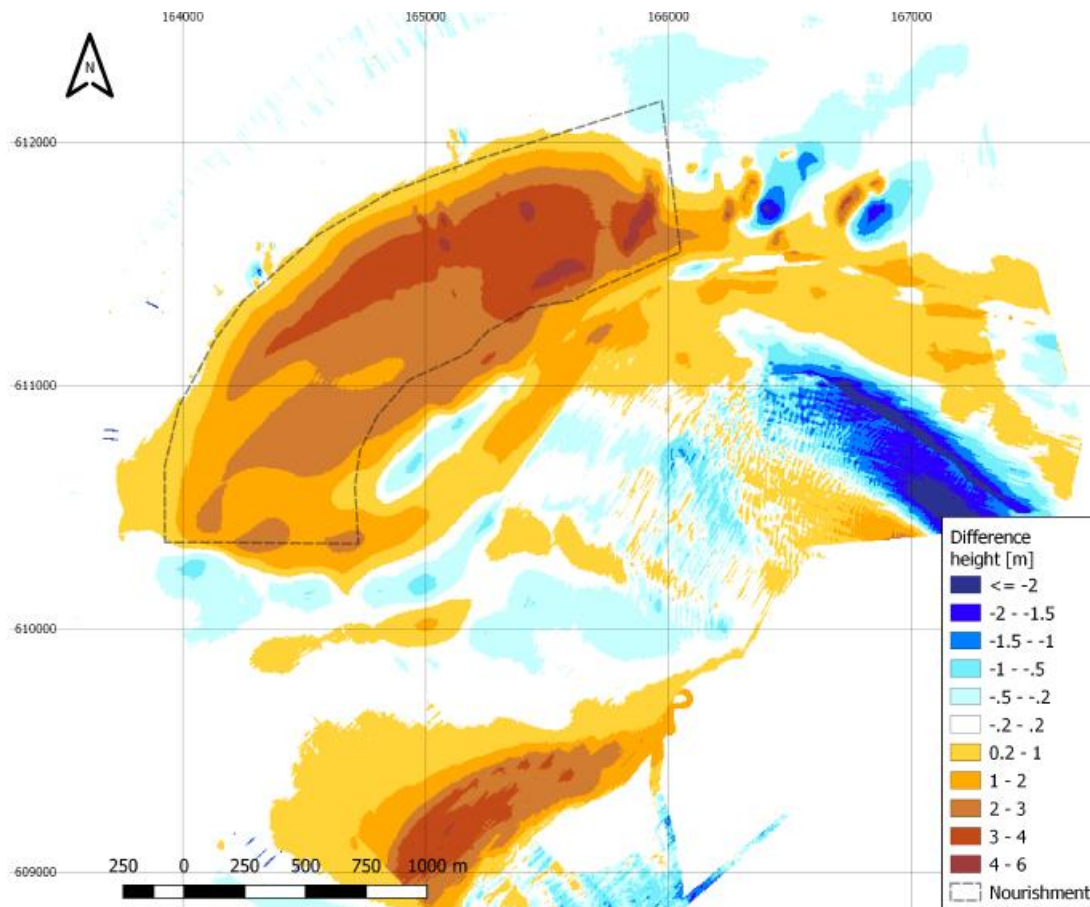 164000 165000 166000 167000
N
612000
611000
610000
609000
250 0 250 500 750 1000 m
Difference
height [m]
<= -2
-2 - -1.5
-1.5 - -1
-1 - -.5
-.5 - -.2
-.2 - .2
0.2 - 1
1 - 2
2 - 3
3 - 4
4 - 6
Nourishment